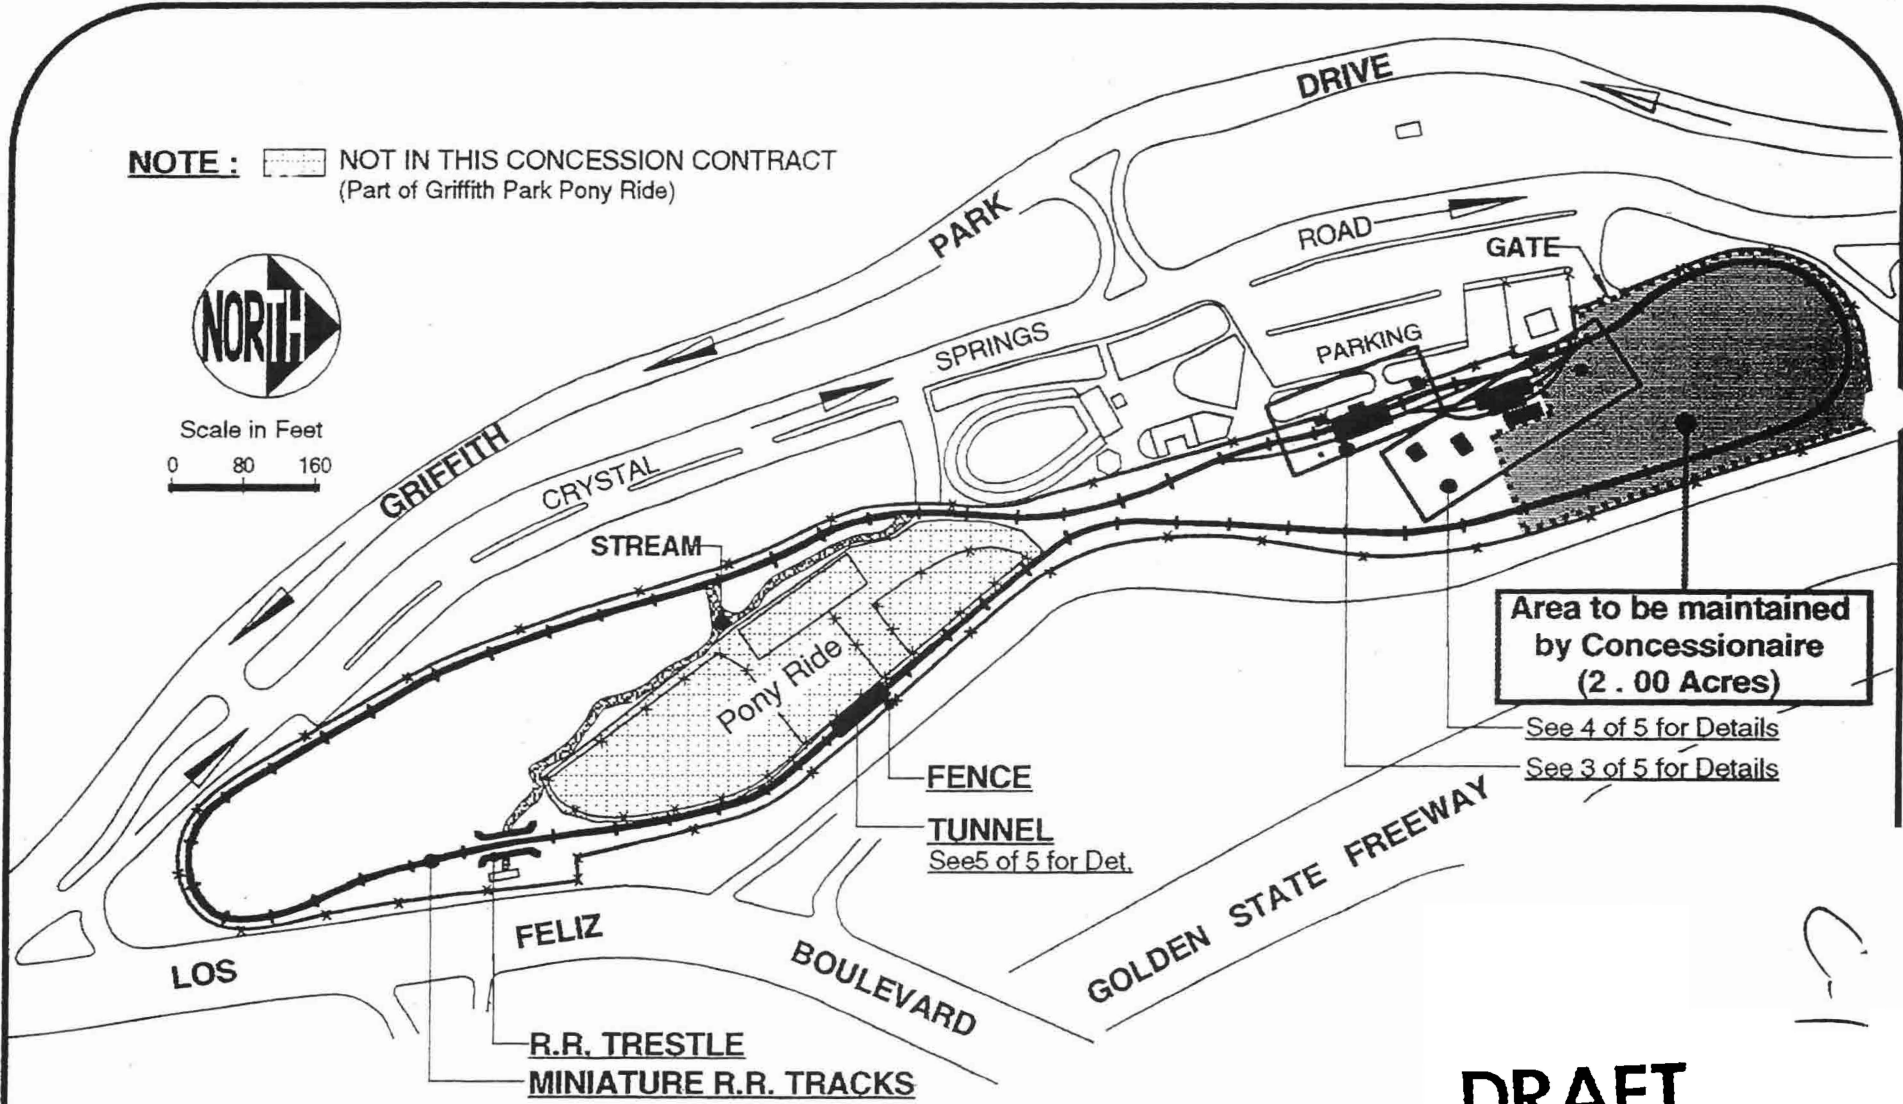 NOTE : NOT IN THIS CONCESSION CONTRACT
(Part of Griffith Park Pony Ride)
NORTH
Scale in Feet
0 80 160
GRIFFITH PARK DRIVE
CRYSTAL SPRINGS ROAD
GATE
PARKING
STREAM
Pony Ride
Area to be maintained
by Concessionaire
(2 . 00 Acres)
See 4 of 5 for Details
See 3 of 5 for Details
FENCE
TUNNEL
See5 of 5 for Det.
GOLDEN STATE FREEWAY
LOS FELIZ BOULEVARD
R.R. TRESTLE
MINIATURE R.R. TRACKS
DRAFT